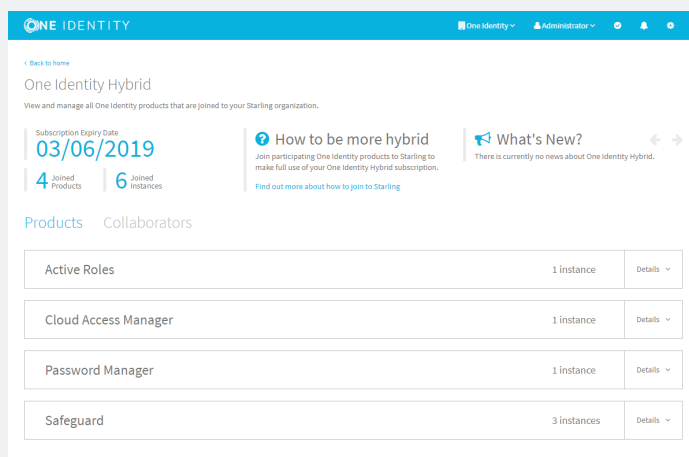 ONE IDENTITY
One Identity
Administrator
Back to home
One Identity Hybrid
View and manage all One Identity products that are joined to your Starling organization.
Subscription Expiry Date
03/06/2019
4 Joined Products
6 Joined Instances
How to be more hybrid
Join participating One Identity products to Starling to
make full use of your One Identity Hybrid subscription.
Find out more about how to join to Starling
What's New?
There is currently no news about One Identity Hybrid.
Products Collaborators
Active Roles 1 instance Details
Cloud Access Manager 1 instance Details
Password Manager 1 instance Details
Safeguard 3 instances Details